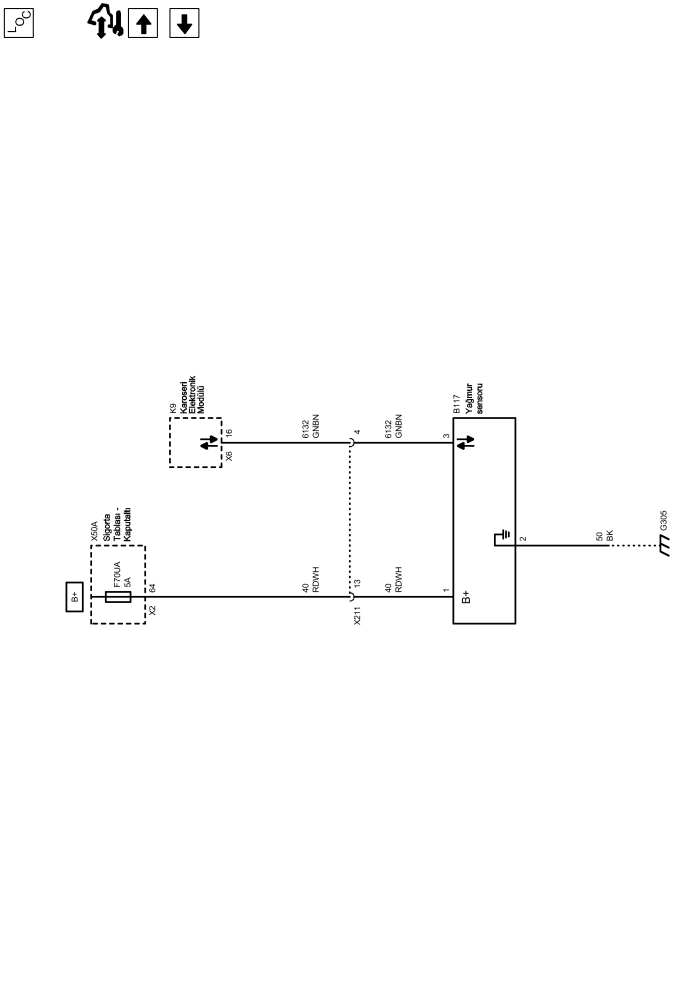 LOC
B+
X50A
Sigorta
Tablası -
Kaputaltı
F70UA
5A
X2
64
K9
Karoseri
Elektronik
Modülü
X6
16
40
RDWH
6132
GNBN
X211
13
4
40
RDWH
6132
GNBN
1
3
B117
Yağmur
sensoru
B+
2
50
BK
G305